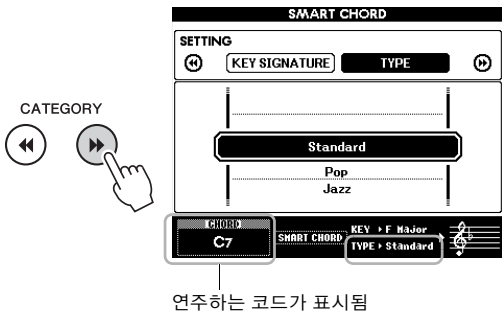 SMART CHORD
SETTING
KEY SIGNATURE TYPE
CATEGORY
Standard
Pop
Jazz
CHORD
C7
SMART CHORD
KEY ▸ F Major
TYPE ▸ Standard
연주하는 코드가 표시됨